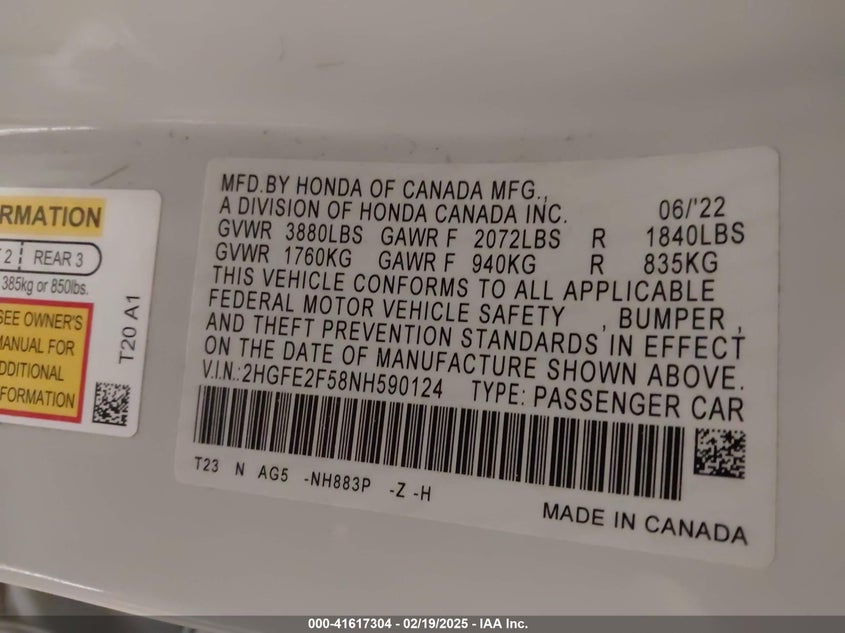 RMATION
2 REAR 3
385kg or 850lbs.
SEE OWNER'S
MANUAL FOR
DDITIONAL
FORMATION
T20 A1
MFD.BY HONDA OF CANADA MFG.,
A DIVISION OF HONDA CANADA INC. 06/'22
GVWR 3880LBS GAWR F 2072LBS R 1840LBS
GVWR 1760KG GAWR F 940KG R 835KG
THIS VEHICLE CONFORMS TO ALL APPLICABLE
FEDERAL MOTOR VEHICLE SAFETY , BUMPER ,
AND THEFT PREVENTION STANDARDS IN EFFECT
ON THE DATE OF MANUFACTURE SHOWN ABOVE.
V.I.N.:2HGFE2F58NH590124 TYPE: PASSENGER CAR
T23 N AG5 -NH883P -Z -H
MADE IN CANADA
000-41617304 - 02/19/2025 - IAA Inc.